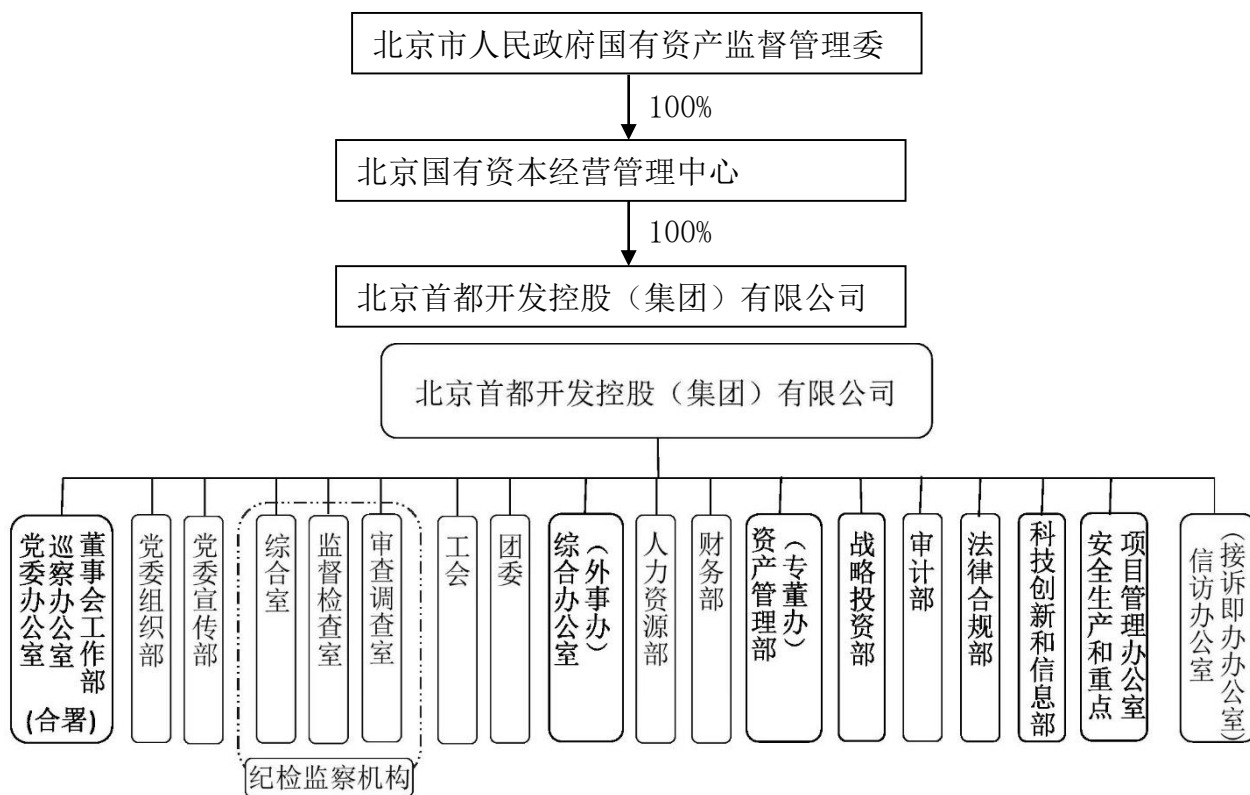 北京市人民政府国有资产监督管理委
100%
北京国有资本经营管理中心
100%
北京首都开发控股（集团）有限公司
北京首都开发控股（集团）有限公司
董事会工作部
巡察办公室
党委办公室
(合署)
党委组织部
党委宣传部
综合室
监督检查室
审查调查室
纪检监察机构
工会
团委
（外事办）
综合办公室
人力资源部
财务部
（专董办）
资产管理部
战略投资部
审计部
法律合规部
科技创新和信息部
项目管理办公室
安全生产和重点
（接诉即办办公室）
信访办公室